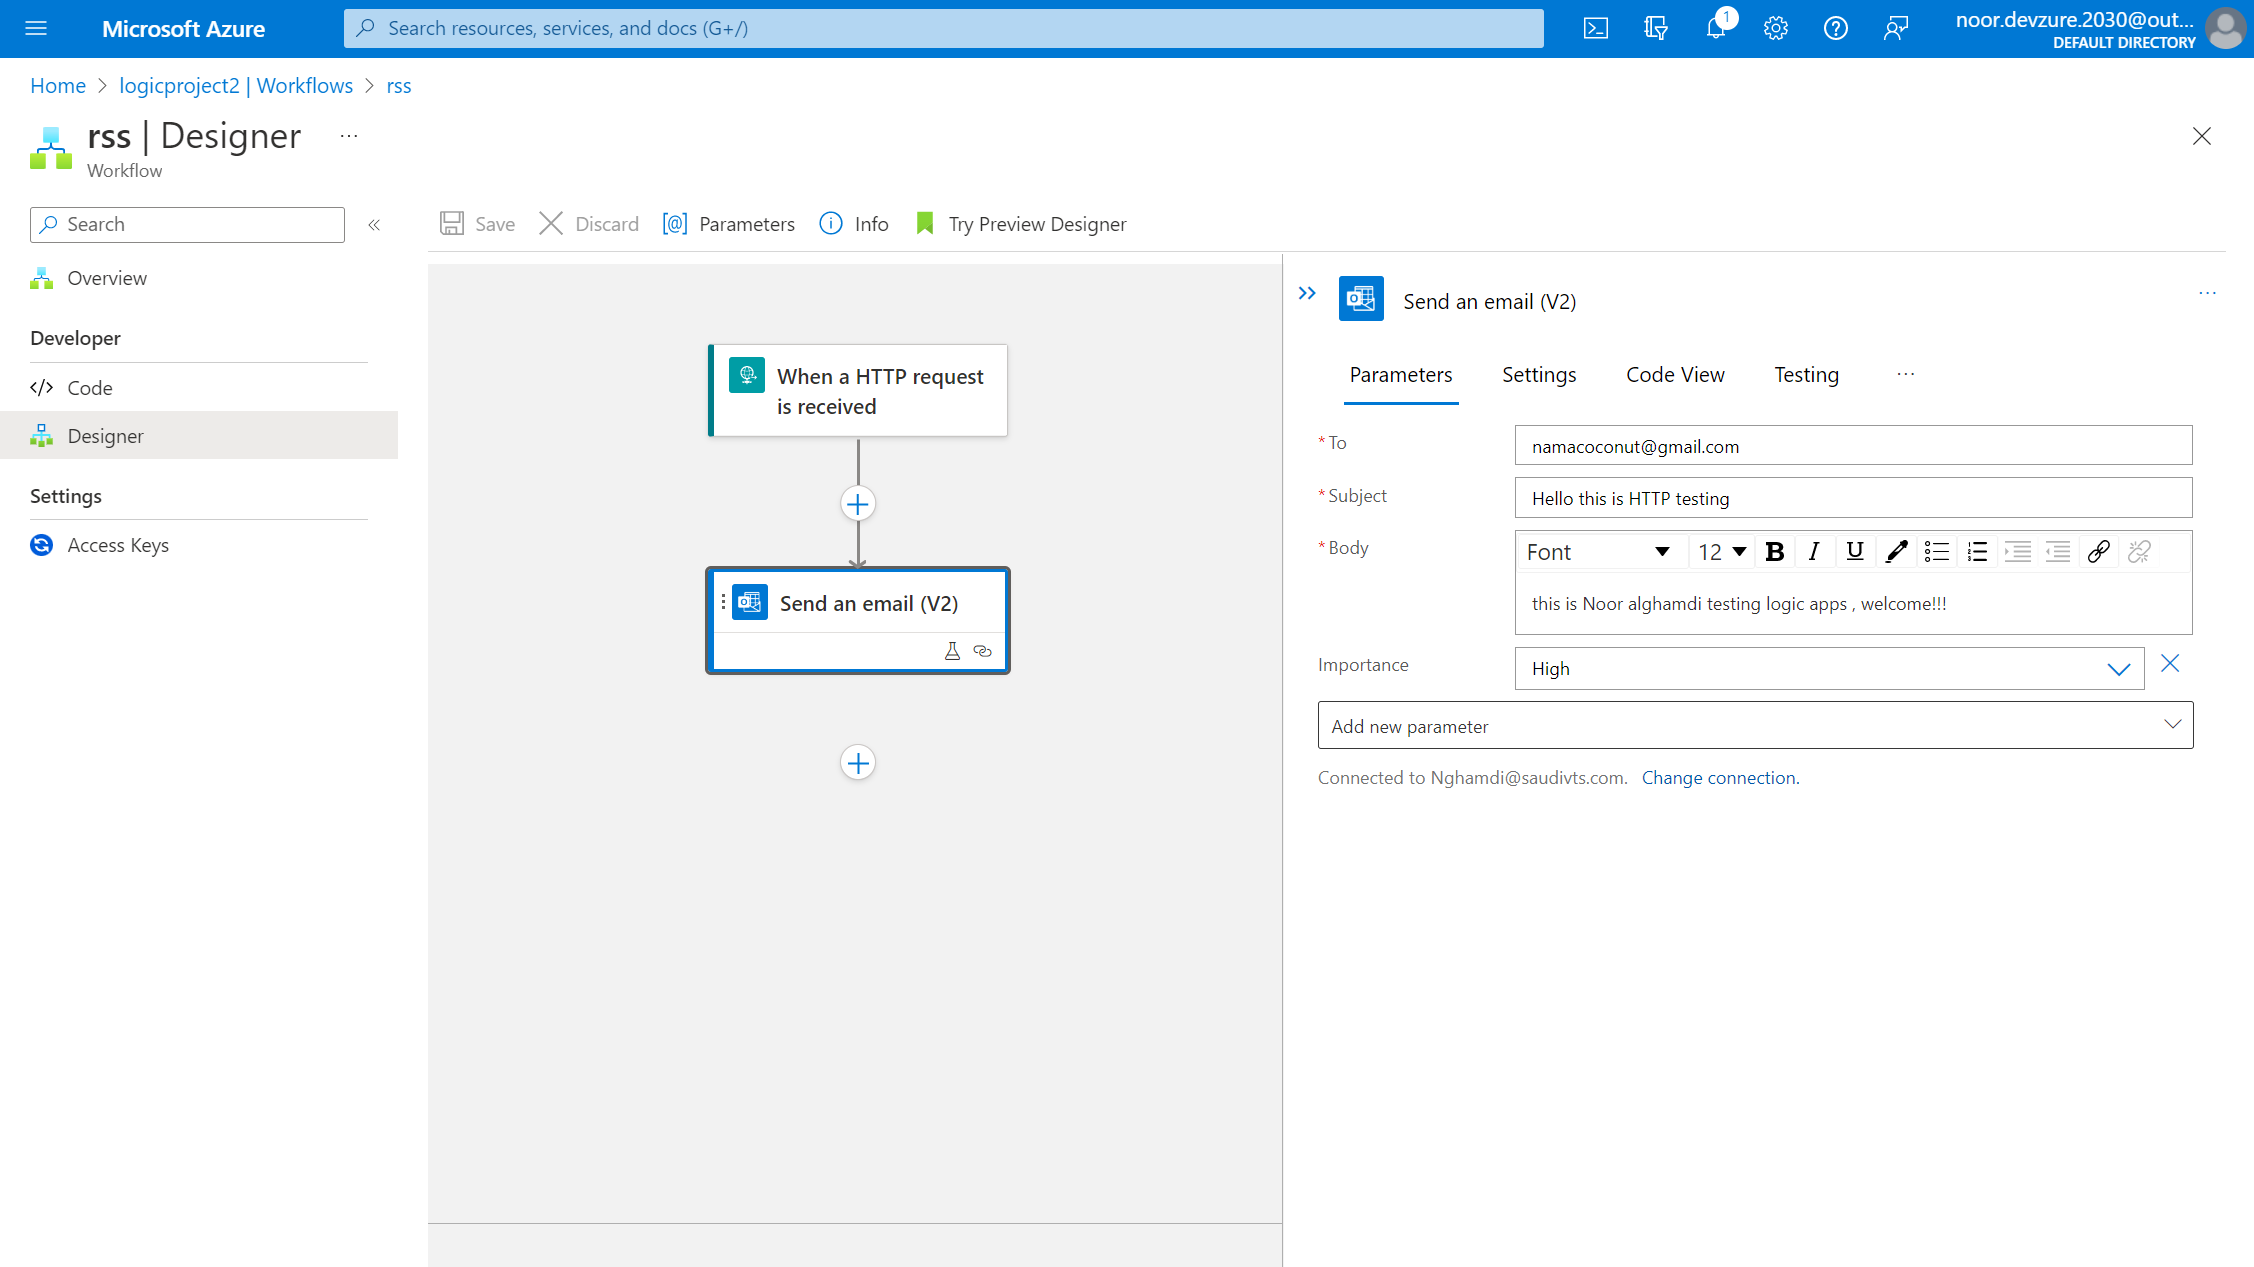 Microsoft Azure
Search resources, services, and docs (G+/)
1
noor.devzure.2030@out...
DEFAULT DIRECTORY
Home > logicproject2 | Workflows > rss
rss | Designer ...
Workflow
Search
«
Save
Discard
[@] Parameters
Info
Try Preview Designer
Overview
Developer
</> Code
Designer
Settings
Access Keys
When a HTTP request
is received
Send an email (V2)
Send an email (V2)
...
Parameters
Settings
Code View
Testing
...
* To
namacoconut@gmail.com
* Subject
Hello this is HTTP testing
* Body
Font 12 B I U
this is Noor alghamdi testing logic apps , welcome!!!
Importance
High
Add new parameter
Connected to Nghamdi@saudivts.com. Change connection.